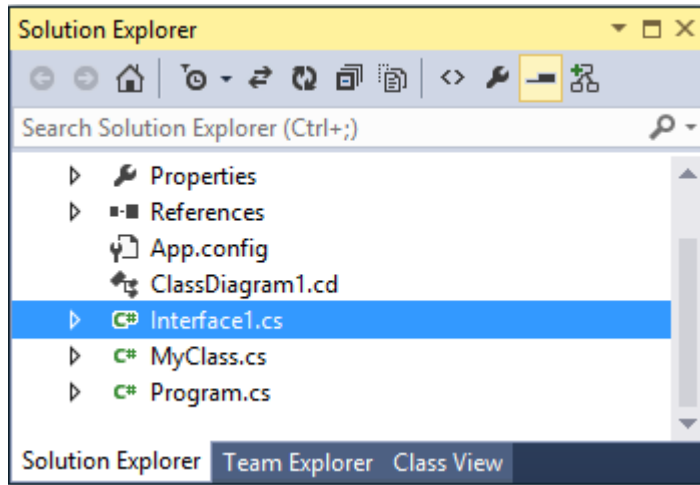 Solution Explorer
Search Solution Explorer (Ctrl+;)
Properties
References
App.config
ClassDiagram1.cd
C# Interface1.cs
C# MyClass.cs
C# Program.cs
Solution Explorer Team Explorer Class View